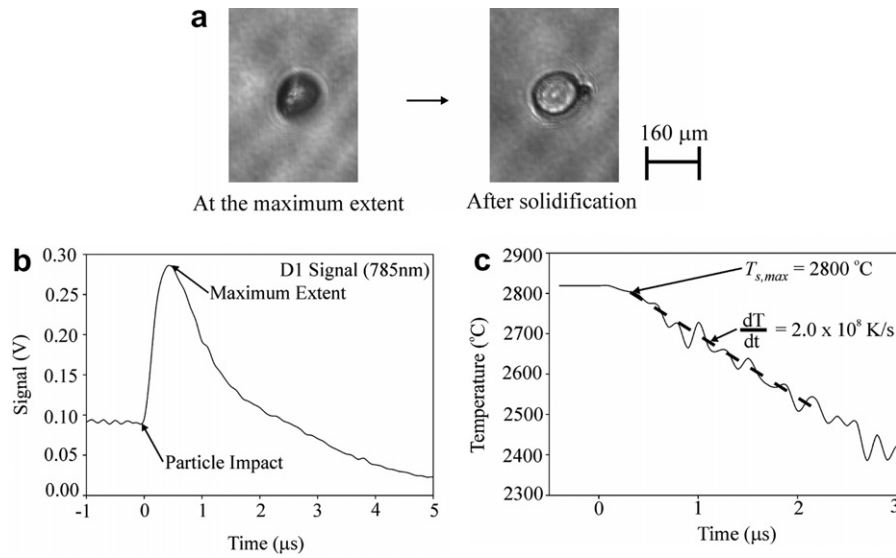 a
At the maximum extent
After solidification
160 μm
b
D1 Signal (785nm)
Maximum Extent
Particle Impact
Signal (V)
0.30
0.25
0.20
0.15
0.10
0.05
0.00
-1 0 1 2 3 4 5
Time (μs)
c
T_s,max = 2800 °C
dT/dt = 2.0 x 10⁸ K/s
Temperature (°C)
2900
2800
2700
2600
2500
2400
2300
0 1 2 3
Time (μs)